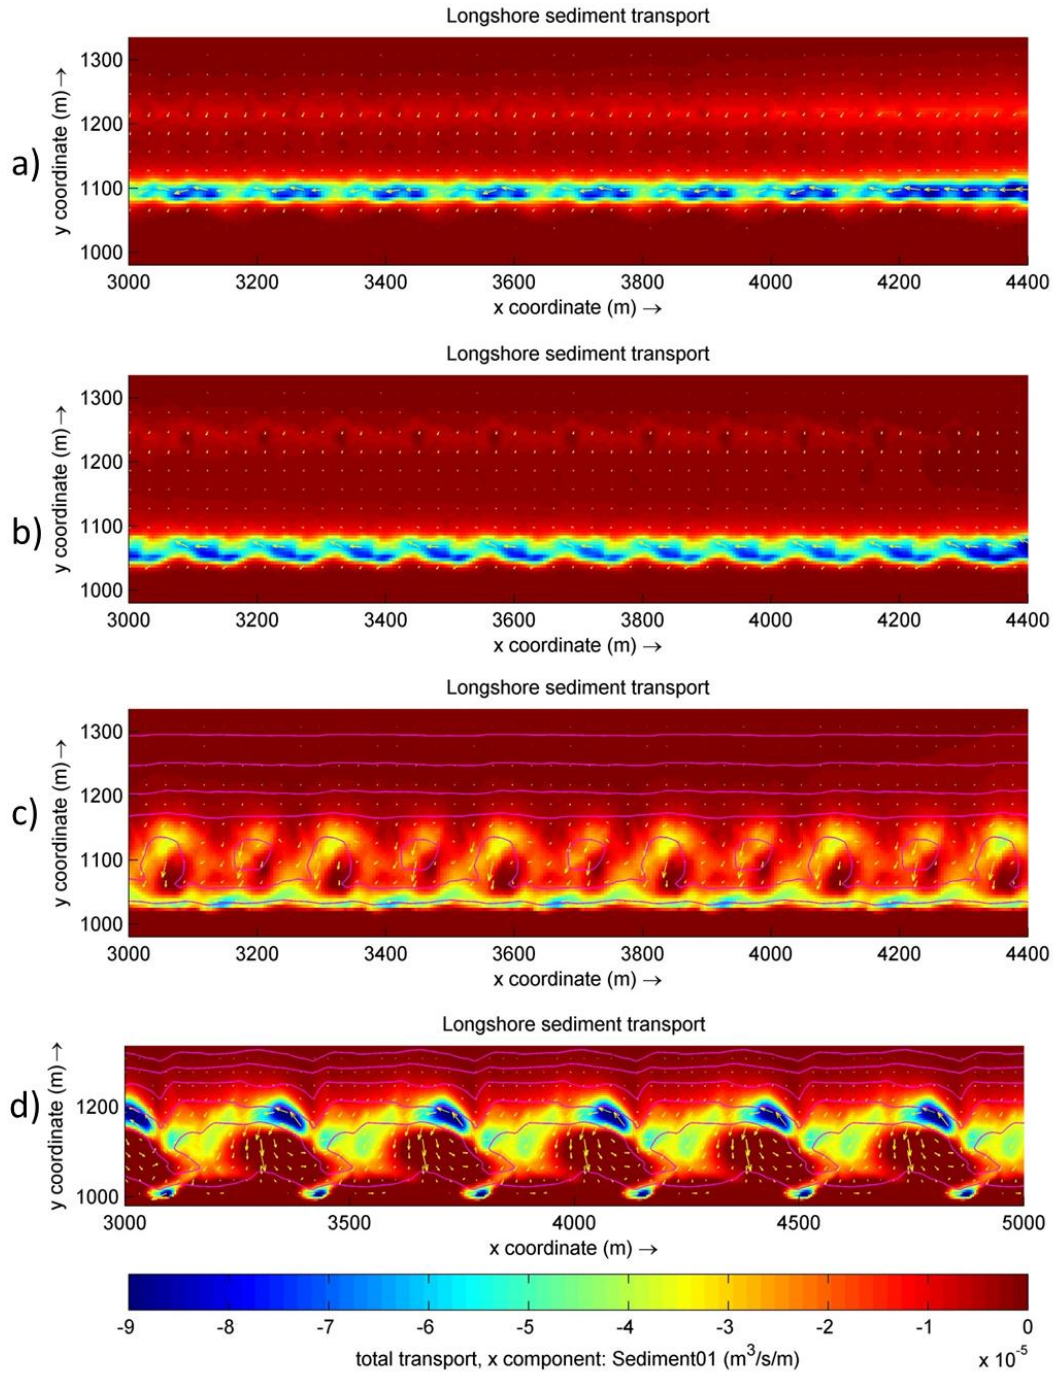 Longshore sediment transport
a)
y coordinate (m) →
1300
1200
1100
1000
3000 3200 3400 3600 3800 4000 4200 4400
x coordinate (m) →
Longshore sediment transport
b)
y coordinate (m) →
1300
1200
1100
1000
3000 3200 3400 3600 3800 4000 4200 4400
x coordinate (m) →
Longshore sediment transport
c)
y coordinate (m) →
1300
1200
1100
1000
3000 3200 3400 3600 3800 4000 4200 4400
x coordinate (m) →
Longshore sediment transport
d)
y coordinate (m) →
1200
1000
3000 3500 4000 4500 5000
x coordinate (m) →
-9 -8 -7 -6 -5 -4 -3 -2 -1 0
total transport, x component: Sediment01 (m³/s/m) x 10⁻⁵